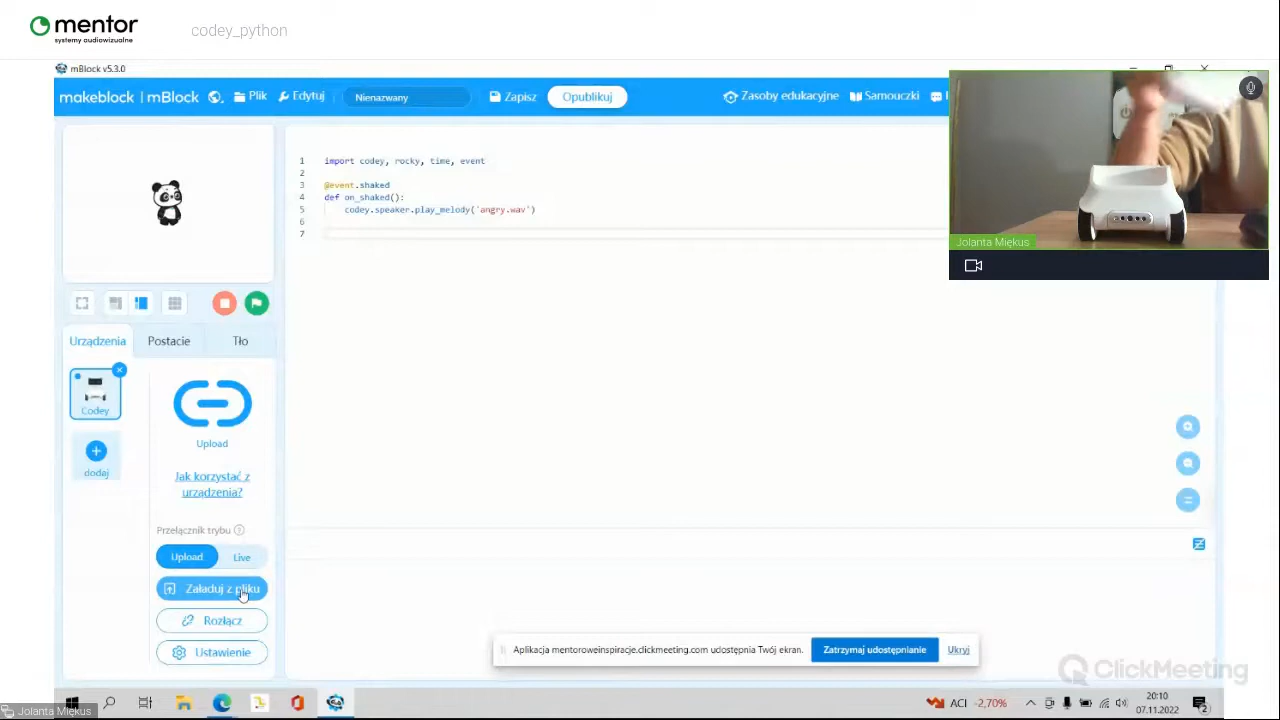 mentor
systemy audiowizualne
codey_python
mBlock v5.3.0
makeblock | mBlock
Plik
Edytuj
Nienazwany
Zapisz
Opublikuj
Zasoby edukacyjne
Samouczki
1 import codey, rocky, time, event
2
3 @event.shaked
4 def on_shaked():
5 codey.speaker.play_melody('angry.wav')
6
7
Jolanta Miękus
Urządzenia
Postacie
Tło
Codey
dodaj
Upload
Jak korzystać z
urządzenia?
Przełącznik trybu
Upload
Live
Załaduj z pliku
Rozłącz
Ustawienie
Aplikacja mentoroweinspiracje.clickmeeting.com udostępnia Twój ekran.
Zatrzymaj udostępnianie
Ukryj
ClickMeeting
ACI -2,70%
20:10
07.11.2022
2
Jolanta Miękus